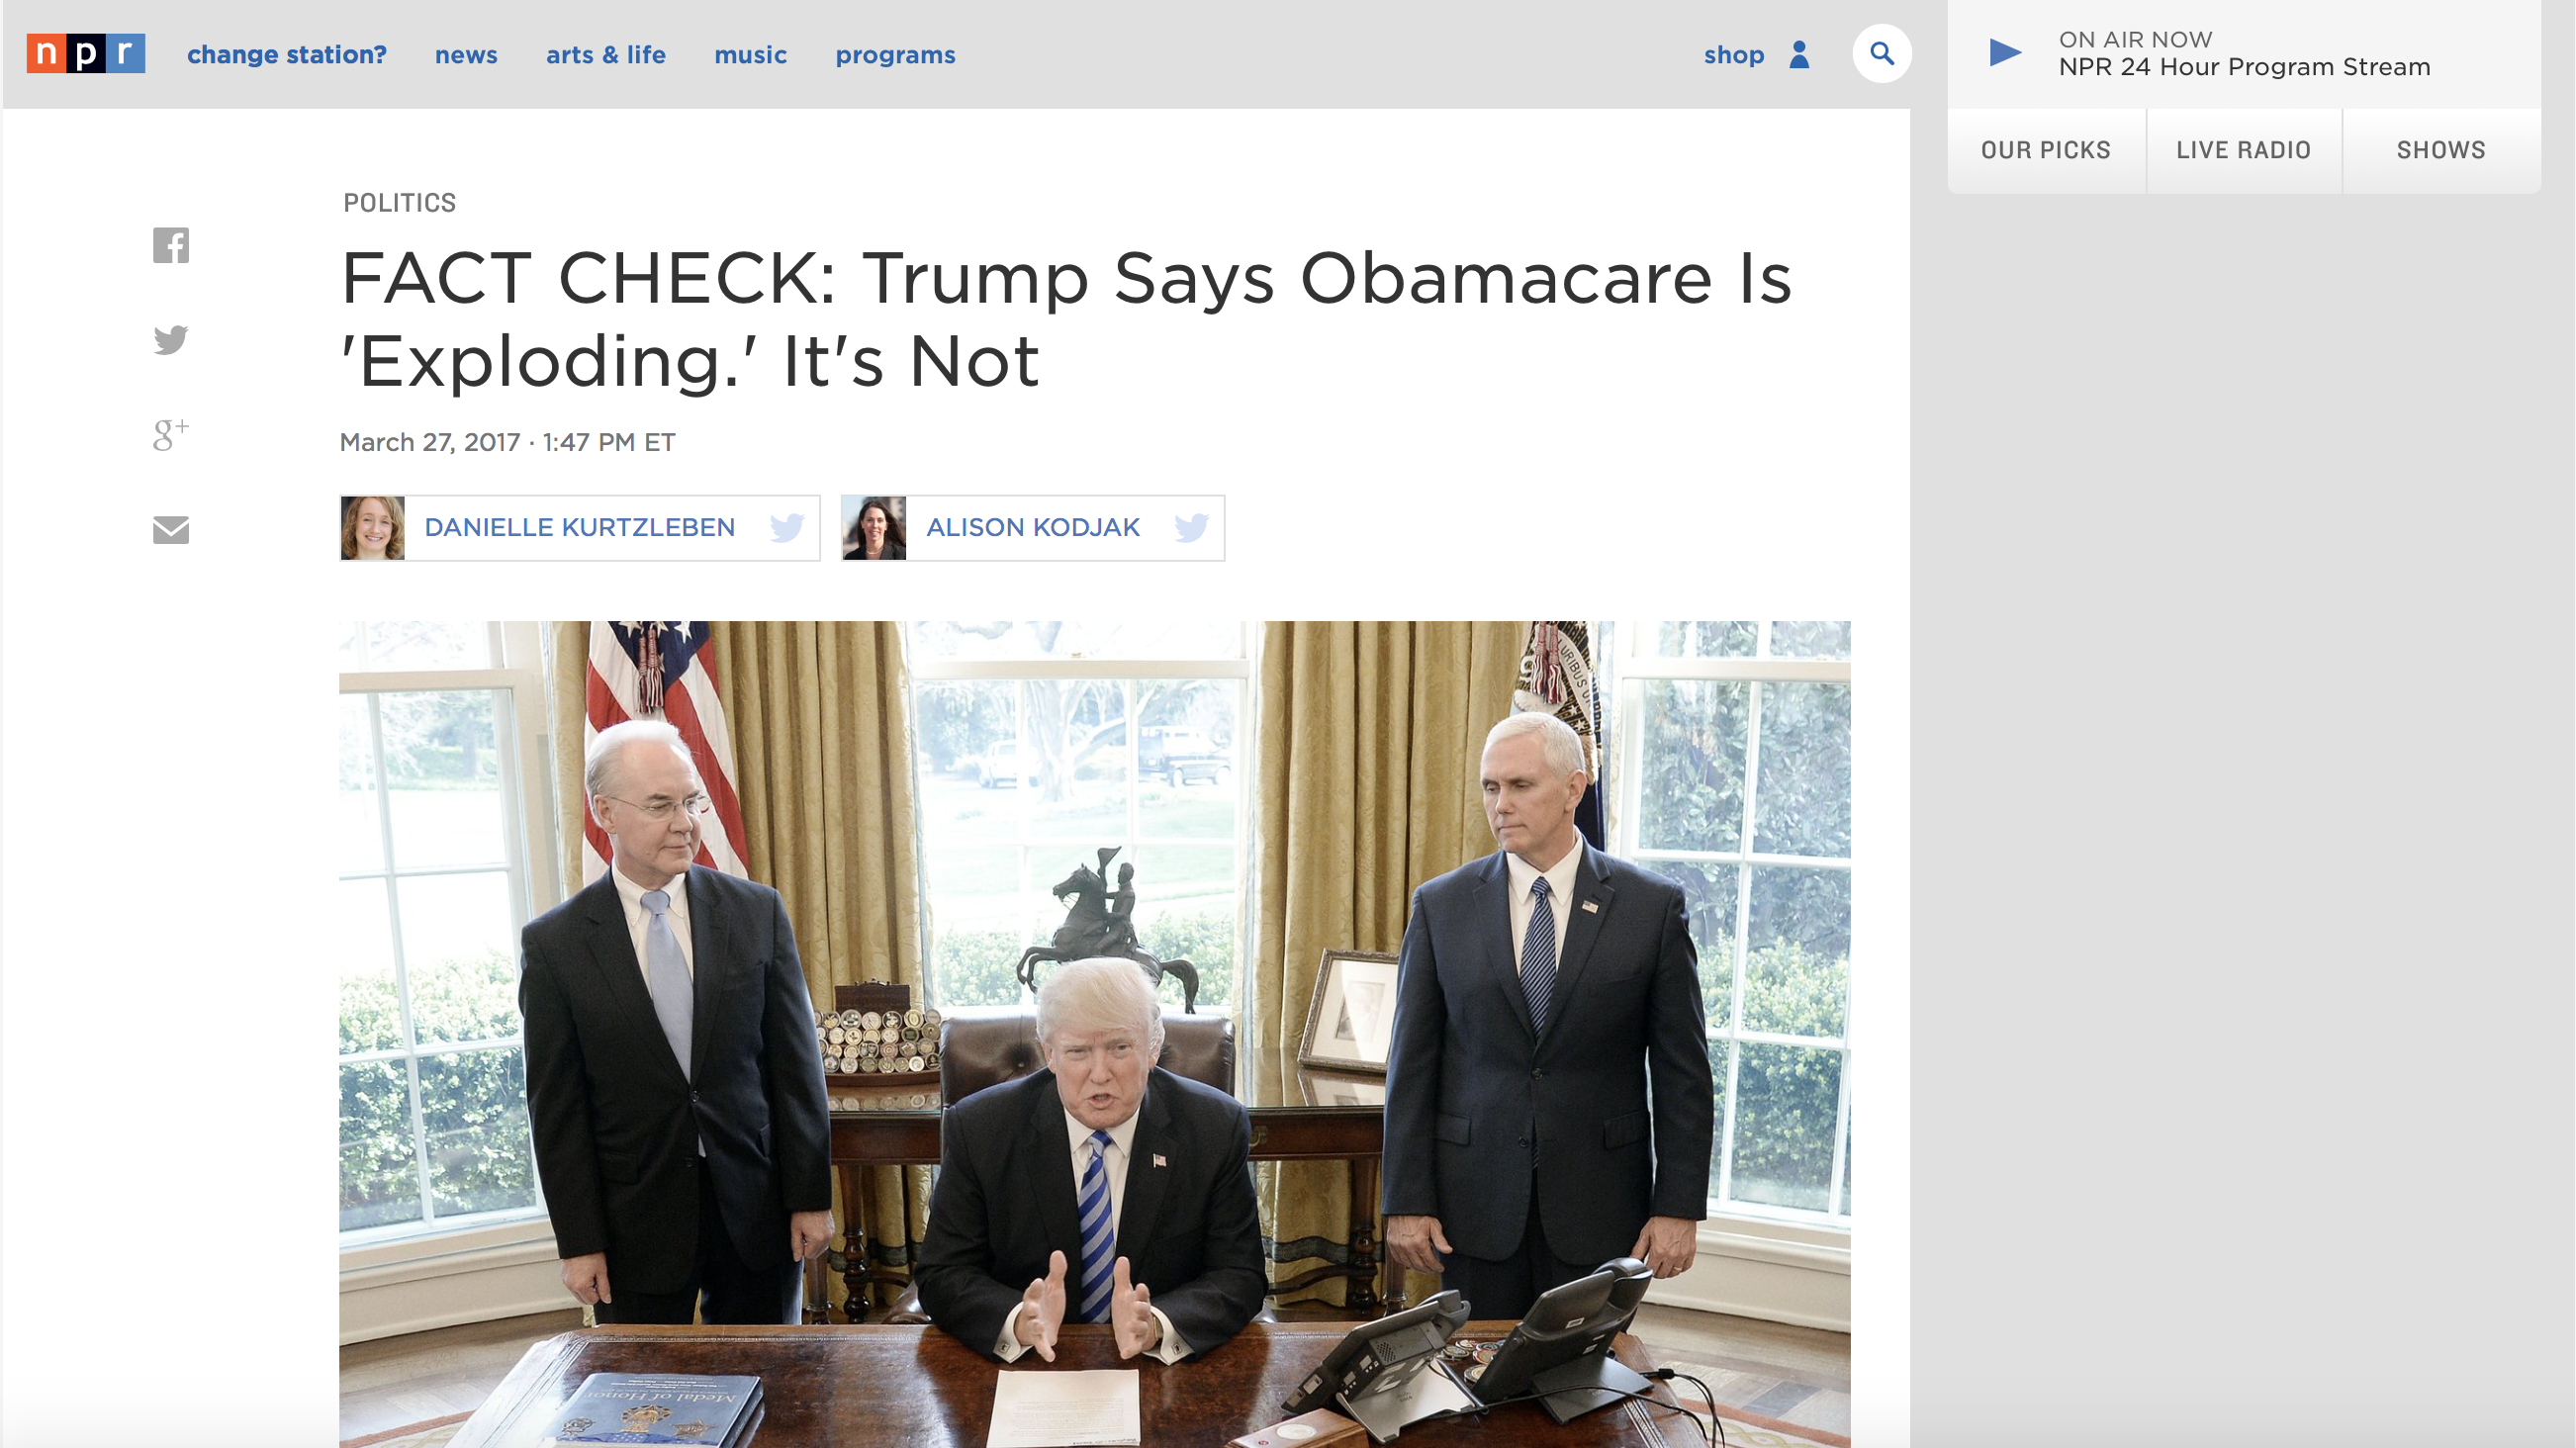 npr
change station?
news
arts & life
music
programs
shop
ON AIR NOW
NPR 24 Hour Program Stream
OUR PICKS
LIVE RADIO
SHOWS
POLITICS
FACT CHECK: Trump Says Obamacare Is
'Exploding.' It's Not
March 27, 2017 · 1:47 PM ET
DANIELLE KURTZLEBEN
ALISON KODJAK
g+
URIBUS U
Medal of Honor